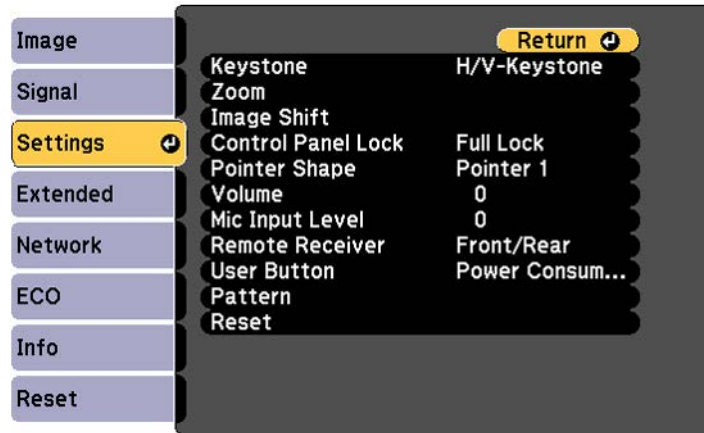 Image
Signal
Settings
Extended
Network
ECO
Info
Reset
Return
Keystone H/V-Keystone
Zoom
Image Shift
Control Panel Lock Full Lock
Pointer Shape Pointer 1
Volume 0
Mic Input Level 0
Remote Receiver Front/Rear
User Button Power Consum...
Pattern
Reset